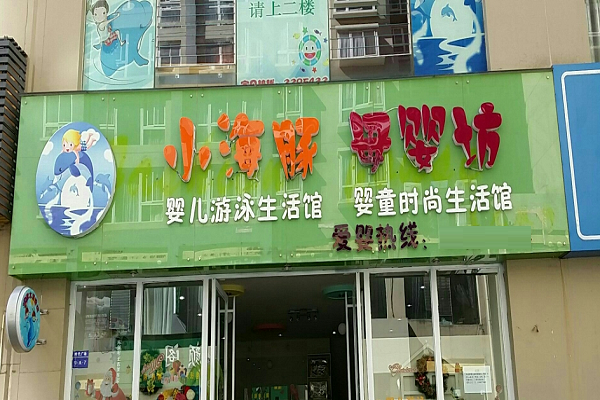 请上二楼
小海豚 母婴坊
婴儿游泳生活馆 婴童时尚生活馆
爱婴热线: